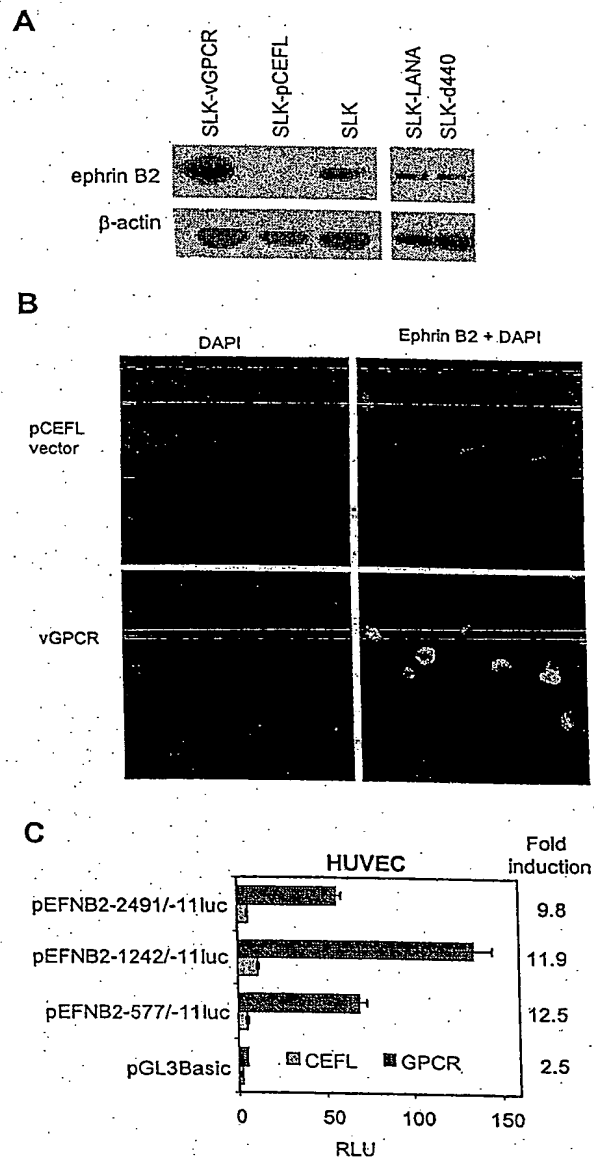 A
SLK-vGPCR
SLK-pCEFL
SLK
SLK-LANA
SLK-d440
ephrin B2
β-actin
B
DAPI
Ephrin B2 + DAPI
pCEFL
vector
vGPCR
C
HUVEC
Fold
induction
pEFNB2-2491/-11luc
9.8
pEFNB2-1242/-11luc
11.9
pEFNB2-577/-11luc
12.5
pGL3Basic
CEFL
GPCR
2.5
0
50
100
150
RLU